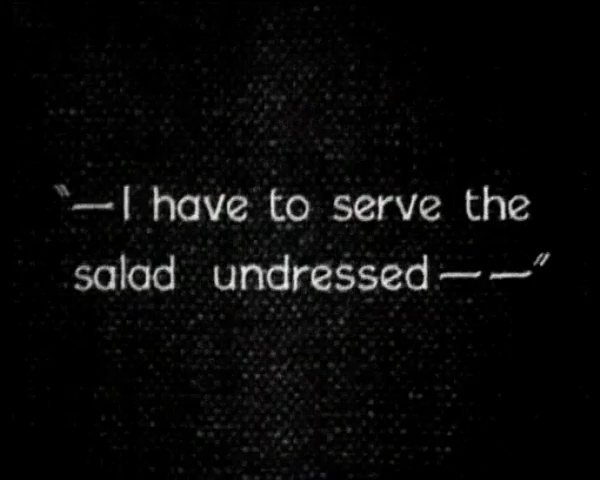 "—I have to serve the
salad undressed — —"